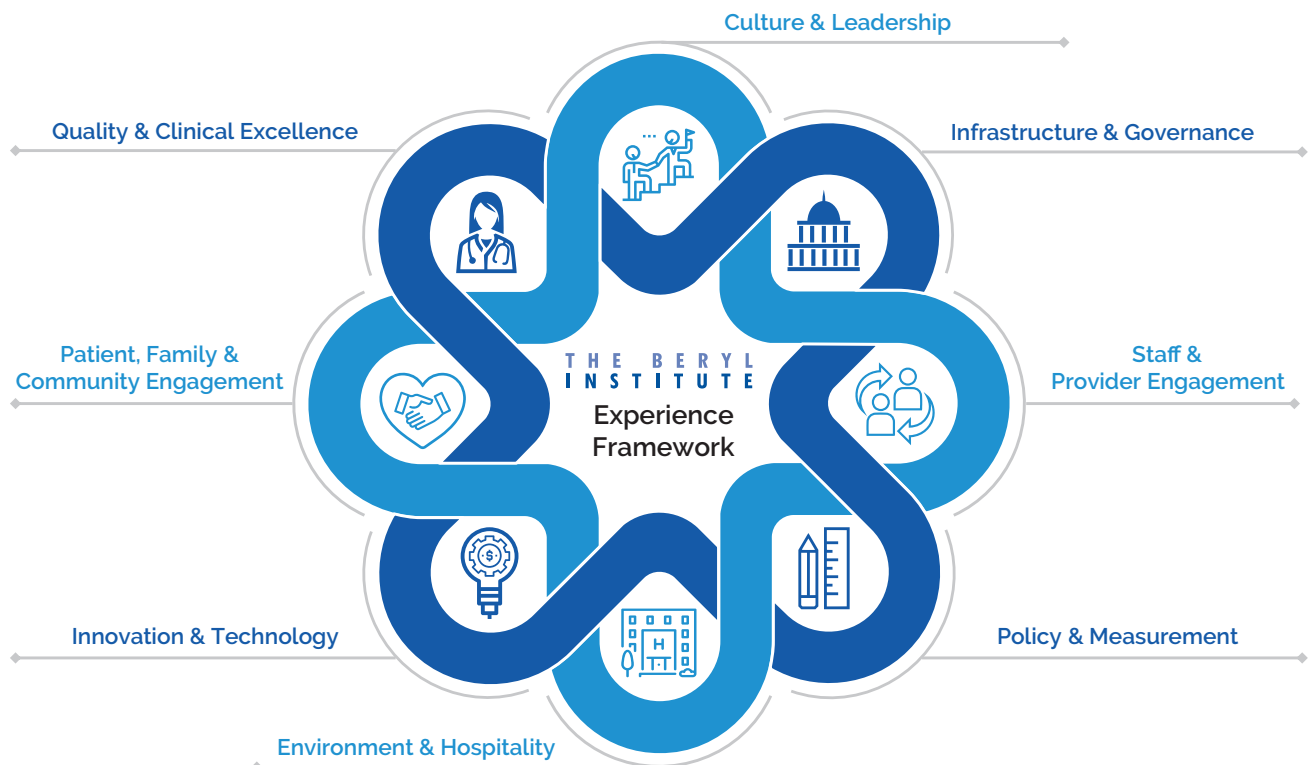 Culture & Leadership
Quality & Clinical Excellence
Infrastructure & Governance
Patient, Family &
Community Engagement
THE BERYL
INSTITUTE
Experience
Framework
Staff &
Provider Engagement
$
H
Innovation & Technology
Policy & Measurement
Environment & Hospitality